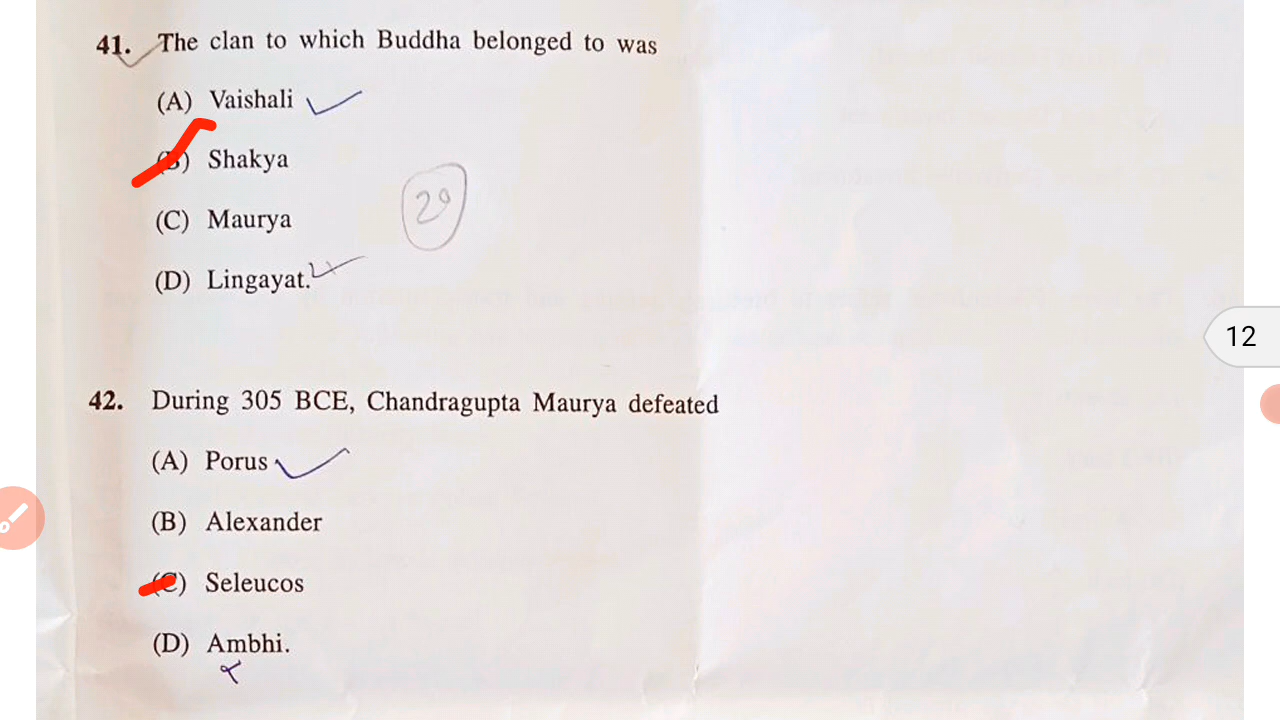 41. The clan to which Buddha belonged to was
(A) Vaishali
(B) Shakya
(C) Maurya
(D) Lingayat.
29
42. During 305 BCE, Chandragupta Maurya defeated
(A) Porus
(B) Alexander
(C) Seleucos
(D) Ambhi.
12